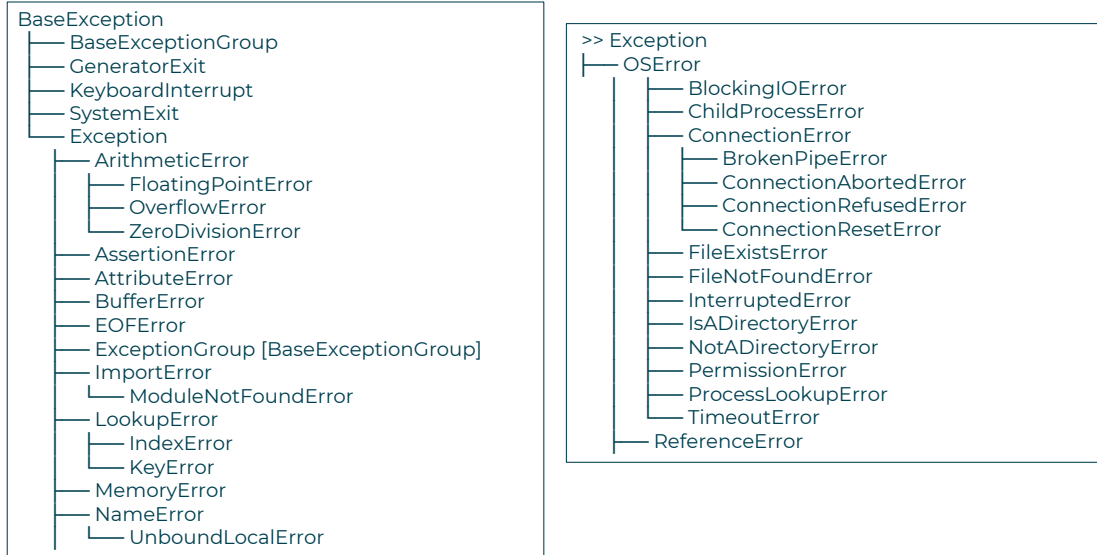 BaseException
├── BaseExceptionGroup
├── GeneratorExit
├── KeyboardInterrupt
├── SystemExit
└── Exception
├── ArithmeticError
│ ├── FloatingPointError
│ ├── OverflowError
│ └── ZeroDivisionError
├── AssertionError
├── AttributeError
├── BufferError
├── EOFError
├── ExceptionGroup [BaseExceptionGroup]
├── ImportError
│ └── ModuleNotFoundError
├── LookupError
│ ├── IndexError
│ └── KeyError
├── MemoryError
├── NameError
│ └── UnboundLocalError
>> Exception
├── OSError
│ ├── BlockingIOError
│ ├── ChildProcessError
│ ├── ConnectionError
│ │ ├── BrokenPipeError
│ │ ├── ConnectionAbortedError
│ │ ├── ConnectionRefusedError
│ │ └── ConnectionResetError
│ ├── FileExistsError
│ ├── FileNotFoundError
│ ├── InterruptedError
│ ├── IsADirectoryError
│ ├── NotADirectoryError
│ ├── PermissionError
│ ├── ProcessLookupError
│ └── TimeoutError
├── ReferenceError